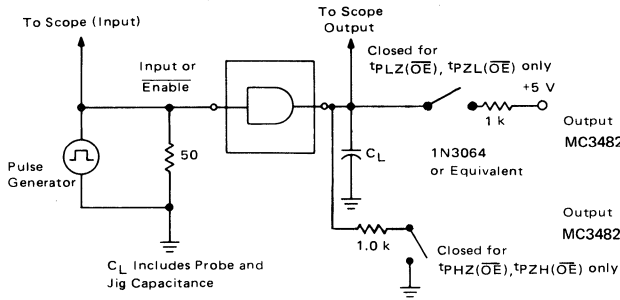 To Scope (Input)
To Scope
Output
Closed for
tPLZ(OE), tPZL(OE) only
Input or
Enable
+5 V
1 k
Output
MC3482
50
CL
1N3064
or Equivalent
Pulse
Generator
Output
MC3482
1.0 k
CL Includes Probe and
Jig Capacitance
Closed for
tPHZ(OE), tPZH(OE) only